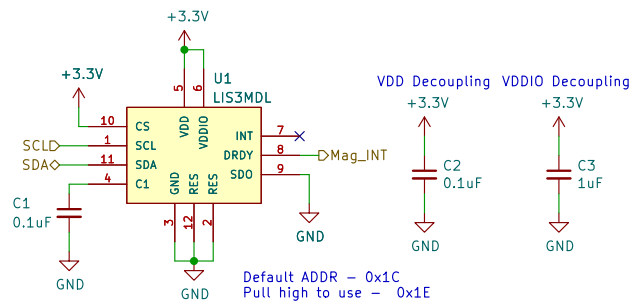 +3.3V
+3.3V
U1
LIS3MDL
VDD Decoupling
VDDIO Decoupling
+3.3V
+3.3V
5
6
10
CS
VDD
VDDIO
INT
7
SCL
1
SCL
DRDY
8
Mag_INT
SDA
11
SDA
SDO
9
4
C1
GND
RES
RES
C1
0.1uF
C2
0.1uF
C3
1uF
3
12
2
GND
GND
GND
GND
GND
Default ADDR – 0x1C
Pull high to use – 0x1E